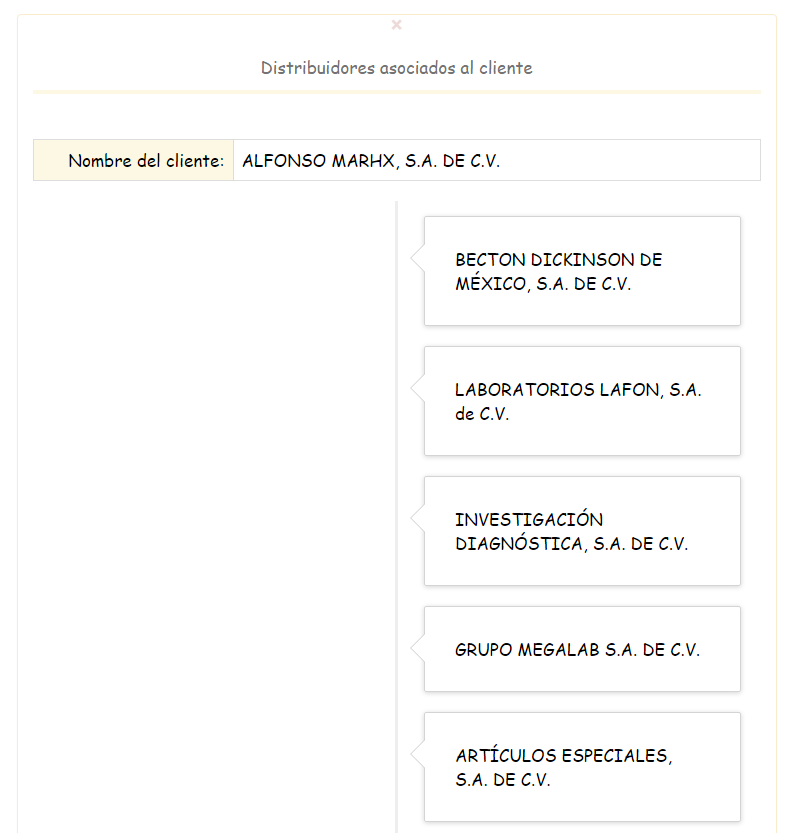 Distribuidores asociados al cliente
Nombre del cliente: ALFONSO MARHX, S.A. DE C.V.
BECTON DICKINSON DE
MÉXICO, S.A. DE C.V.
LABORATORIOS LAFON, S.A.
de C.V.
INVESTIGACIÓN
DIAGNÓSTICA, S.A. DE C.V.
GRUPO MEGALAB S.A. DE C.V.
ARTÍCULOS ESPECIALES,
S.A. DE C.V.